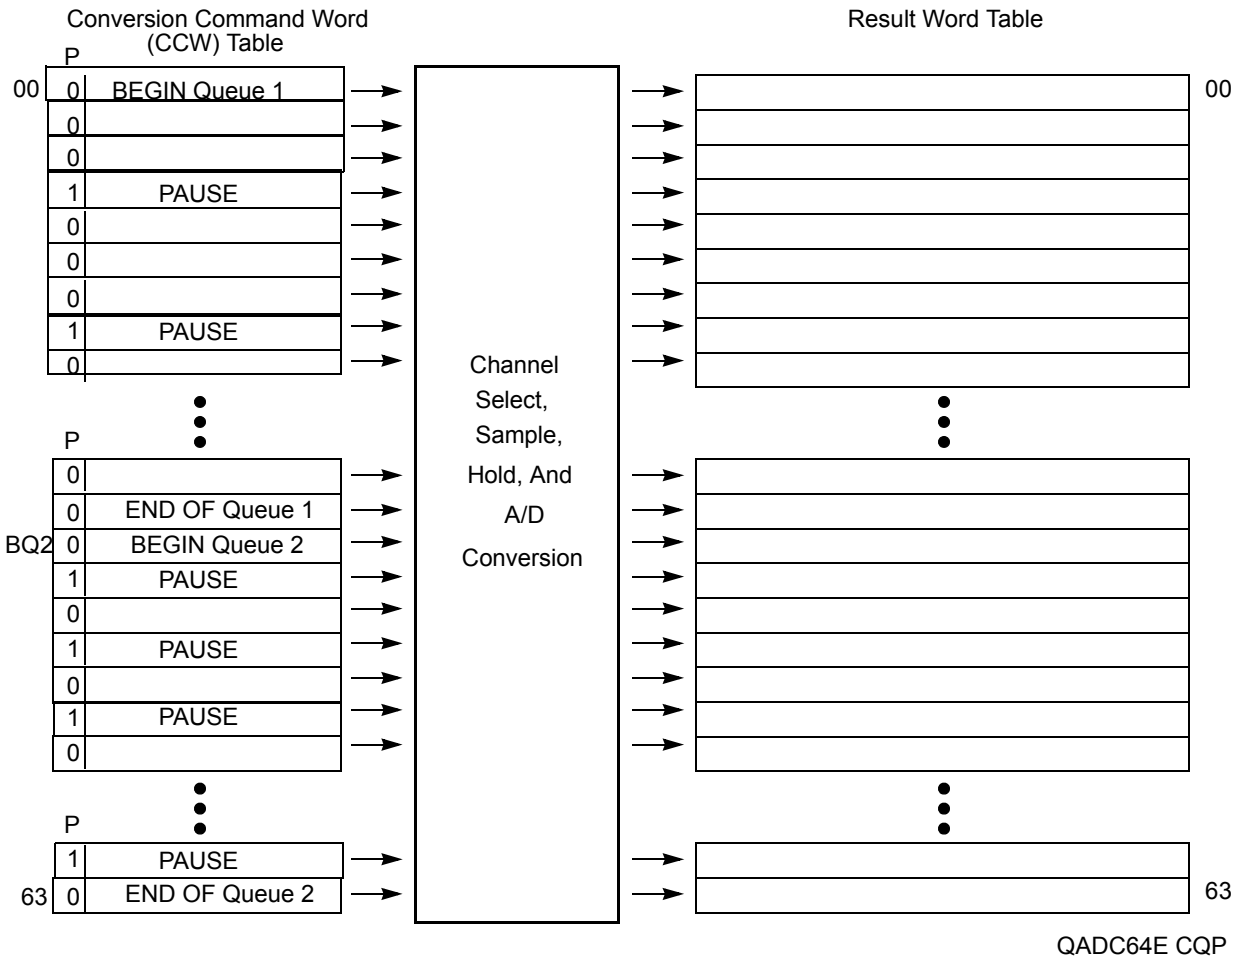 Conversion Command Word
(CCW) Table
Result Word Table
P
00 0 BEGIN Queue 1 00
0
0
1 PAUSE
0
0
0
1 PAUSE
0
Channel
Select,
Sample,
Hold, And
A/D
Conversion
P
0
0 END OF Queue 1
BQ2 0 BEGIN Queue 2
1 PAUSE
0
1 PAUSE
0
1 PAUSE
0
P
1 PAUSE
63 0 END OF Queue 2 63
QADC64E CQP